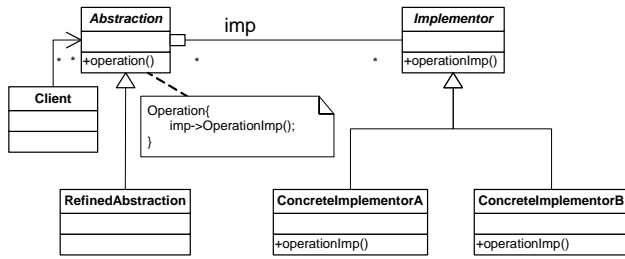 Abstraction
imp
Implementor
+operation()
+operationImp()
* *
*
*
Client
Operation{
imp->OperationImp();
}
RefinedAbstraction
ConcreteImplementorA
ConcreteImplementorB
+operationImp()
+operationImp()